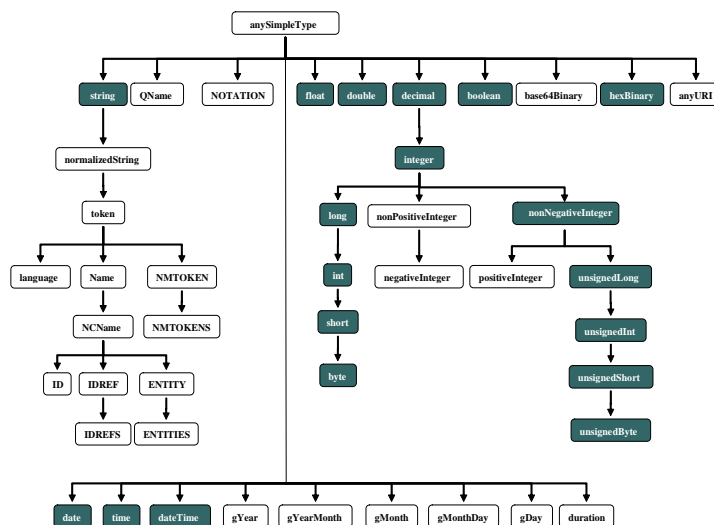 anySimpleType
string QName NOTATION float double decimal boolean base64Binary hexBinary anyURI
normalizedString integer
token long nonPositiveInteger nonNegativeInteger
language Name NMTOKEN int negativeInteger positiveInteger unsignedLong
NCName NMTOKENS short unsignedInt
ID IDREF ENTITY byte unsignedShort
IDREFS ENTITIES unsignedByte
date time dateTime gYear gYearMonth gMonth gMonthDay gDay duration